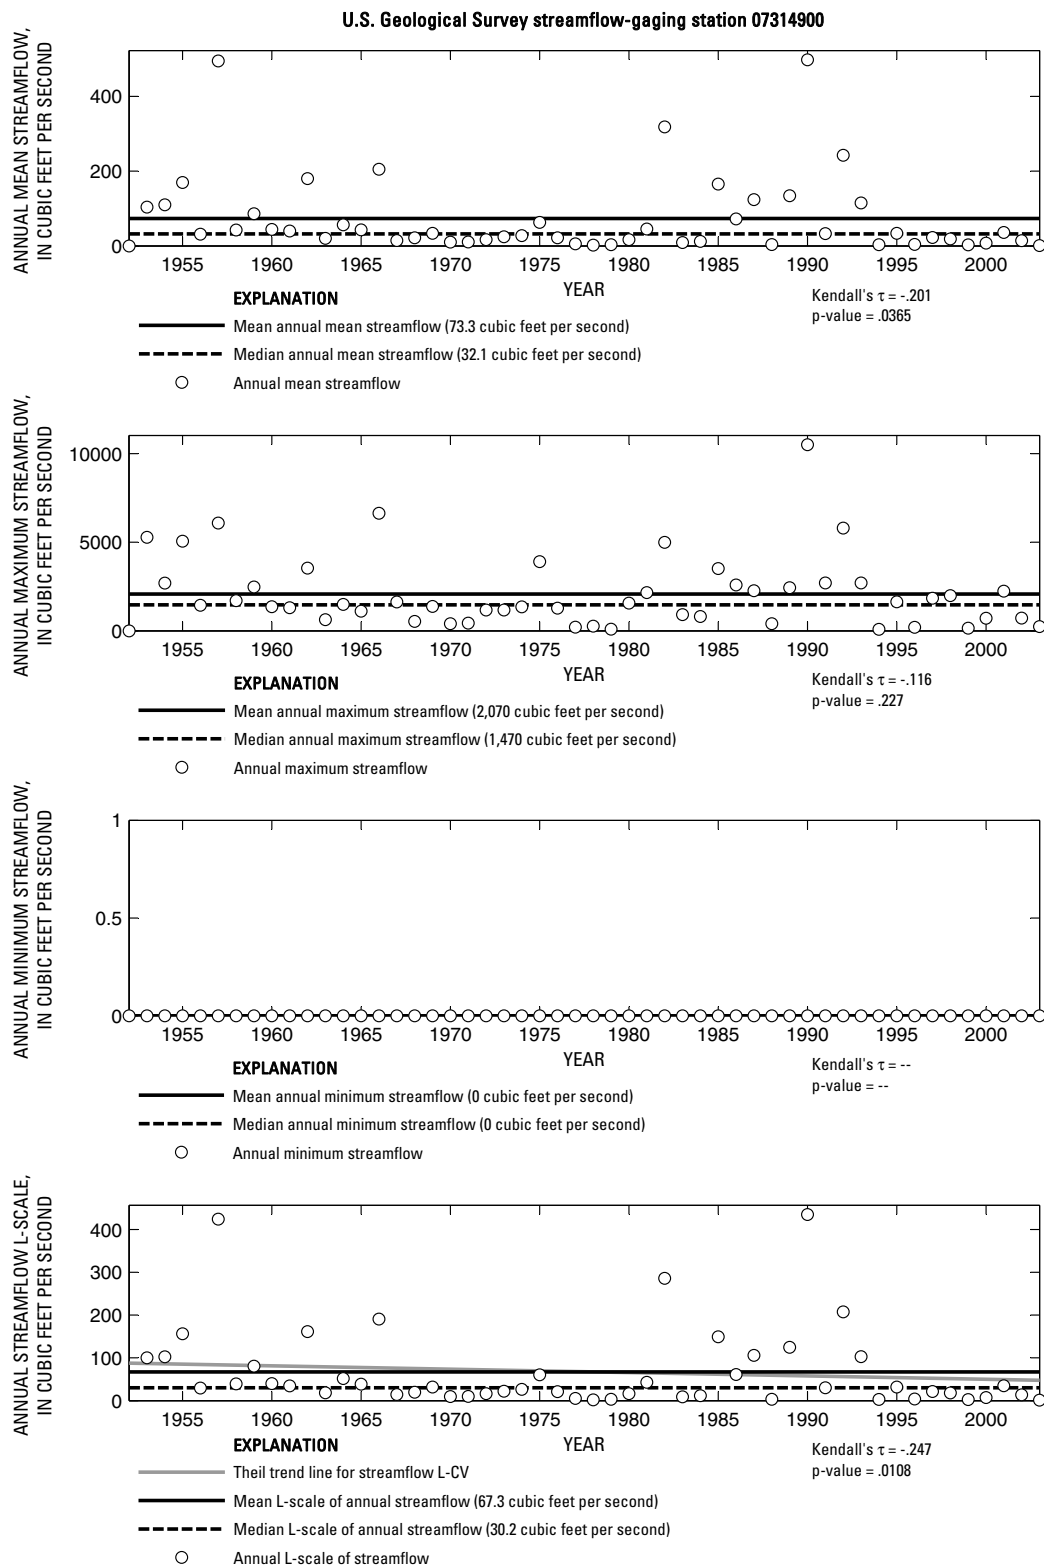 U.S. Geological Survey streamflow-gaging station 07314900
ANNUAL MEAN STREAMFLOW,
IN CUBIC FEET PER SECOND
400
200
0
1955 1960 1965 1970 1975 1980 1985 1990 1995 2000
YEAR
Kendall's τ = -.201
p-value = .0365
EXPLANATION
Mean annual mean streamflow (73.3 cubic feet per second)
Median annual mean streamflow (32.1 cubic feet per second)
Annual mean streamflow
ANNUAL MAXIMUM STREAMFLOW,
IN CUBIC FEET PER SECOND
10000
5000
0
1955 1960 1965 1970 1975 1980 1985 1990 1995 2000
YEAR
Kendall's τ = -.116
p-value = .227
EXPLANATION
Mean annual maximum streamflow (2,070 cubic feet per second)
Median annual maximum streamflow (1,470 cubic feet per second)
Annual maximum streamflow
ANNUAL MINIMUM STREAMFLOW,
IN CUBIC FEET PER SECOND
1
0.5
0
1955 1960 1965 1970 1975 1980 1985 1990 1995 2000
YEAR
Kendall's τ = --
p-value = --
EXPLANATION
Mean annual minimum streamflow (0 cubic feet per second)
Median annual minimum streamflow (0 cubic feet per second)
Annual minimum streamflow
ANNUAL STREAMFLOW L-SCALE,
IN CUBIC FEET PER SECOND
400
300
200
100
0
1955 1960 1965 1970 1975 1980 1985 1990 1995 2000
YEAR
Kendall's τ = -.247
p-value = .0108
EXPLANATION
Theil trend line for streamflow L-CV
Mean L-scale of annual streamflow (67.3 cubic feet per second)
Median L-scale of annual streamflow (30.2 cubic feet per second)
Annual L-scale of streamflow